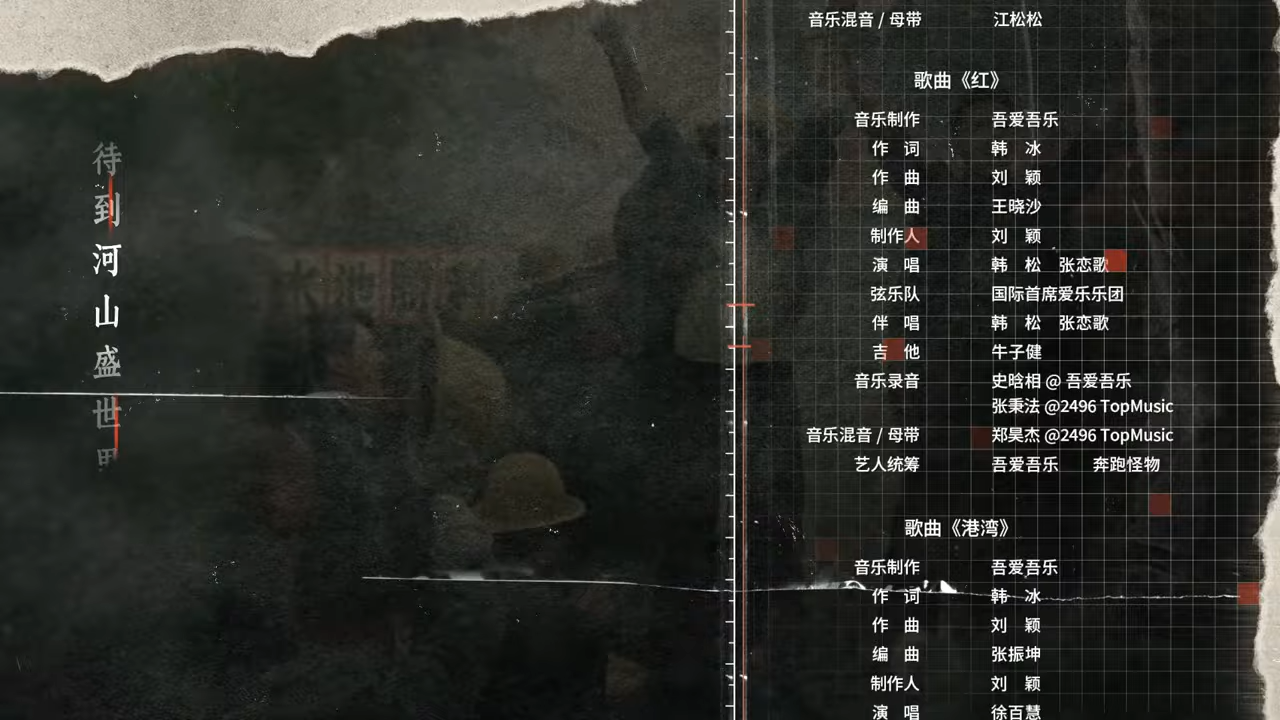 待到河山盛世
音乐混音 / 母带 江松松
歌曲《红》
音乐制作 吾爱吾乐
作 词 韩 冰
作 曲 刘 颖
编 曲 王晓沙
制作人 刘 颖
演 唱 韩 松 张恋歌
弦乐队 国际首席爱乐乐团
伴 唱 韩 松 张恋歌
吉 他 牛子健
音乐录音 史晗相 @ 吾爱吾乐
张秉法 @2496 TopMusic
音乐混音 / 母带 郑昊杰 @2496 TopMusic
艺人统筹 吾爱吾乐 奔跑怪物
歌曲《港湾》
音乐制作 吾爱吾乐
作 词 韩 冰
作 曲 刘 颖
编 曲 张振坤
制作人 刘 颖
演 唱 徐百慧